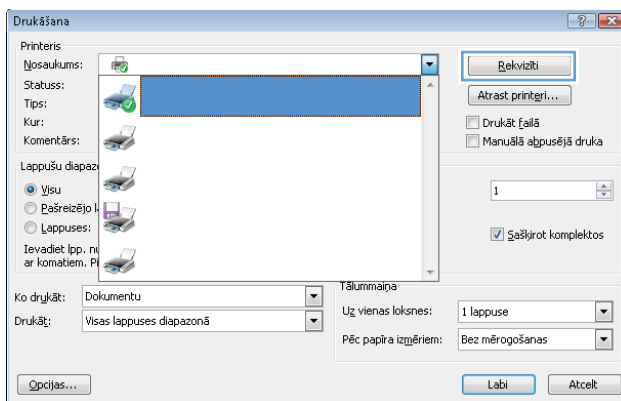 Drukāšana
Printeris
Nosaukums:
Rekvizīti
Statuss:
Tips:
Atrast printeri...
Kur:
Drukāt failā
Komentārs:
Manuālā abpusējā druka
Lappušu diapaz
Visu
1
Pašreizējo l
Lappuses:
Sašķirot komplektos
Ievadiet lpp. nu
ar komatiem. Pi
Tālummaiņa
Ko drukāt: Dokumentu
Uz vienas loksnes: 1 lappuse
Drukāt: Visas lappuses diapazonā
Pēc papīra izmēriem: Bez mērogošanas
Opcijas...
Labi
Atcelt